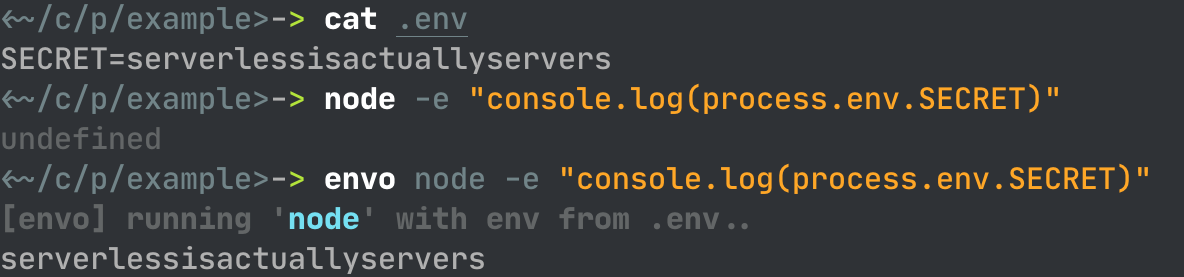 <~/c/p/example>-> cat .env
SECRET=serverlessisactuallyservers
<~/c/p/example>-> node -e "console.log(process.env.SECRET)"
undefined
<~/c/p/example>-> envo node -e "console.log(process.env.SECRET)"
[envo] running 'node' with env from .env..
serverlessisactuallyservers